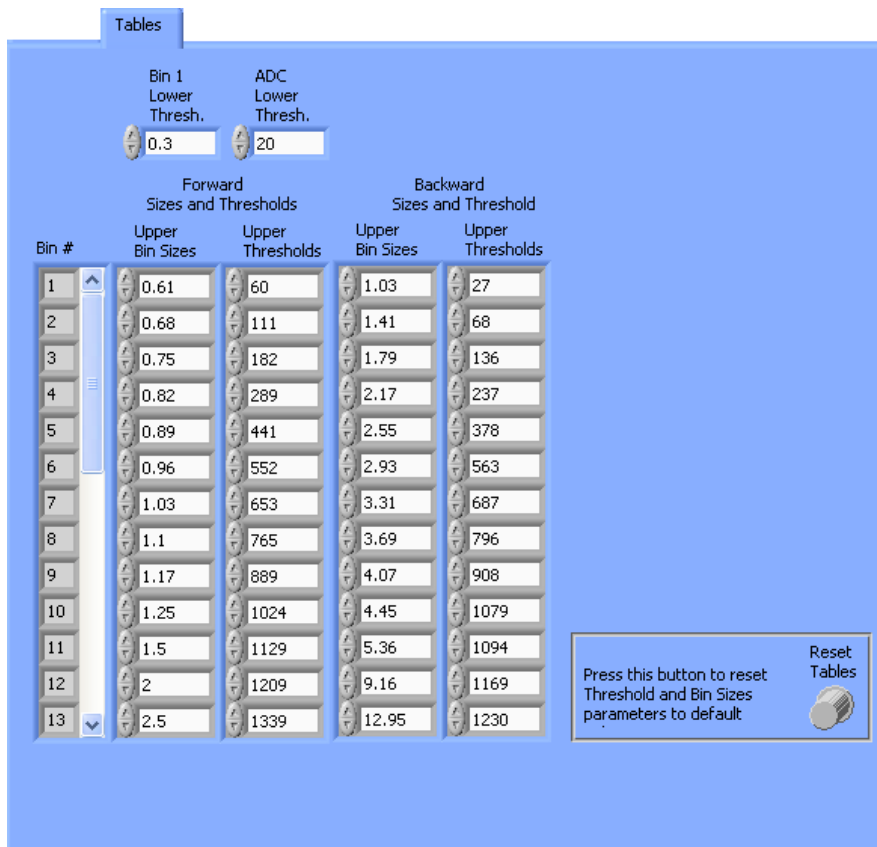 Tables
Bin 1 ADC
Lower Lower
Thresh. Thresh.
0.3 20
Forward Backward
Sizes and Thresholds Sizes and Threshold
Upper Upper Upper Upper
Bin # Bin Sizes Thresholds Bin Sizes Thresholds
1 0.61 60 1.03 27
2 0.68 111 1.41 68
3 0.75 182 1.79 136
4 0.82 289 2.17 237
5 0.89 441 2.55 378
6 0.96 552 2.93 563
7 1.03 653 3.31 687
8 1.1 765 3.69 796
9 1.17 889 4.07 908
10 1.25 1024 4.45 1079
11 1.5 1129 5.36 1094
12 2 1209 9.16 1169
13 2.5 1339 12.95 1230
Press this button to reset
Threshold and Bin Sizes
parameters to default
Reset
Tables